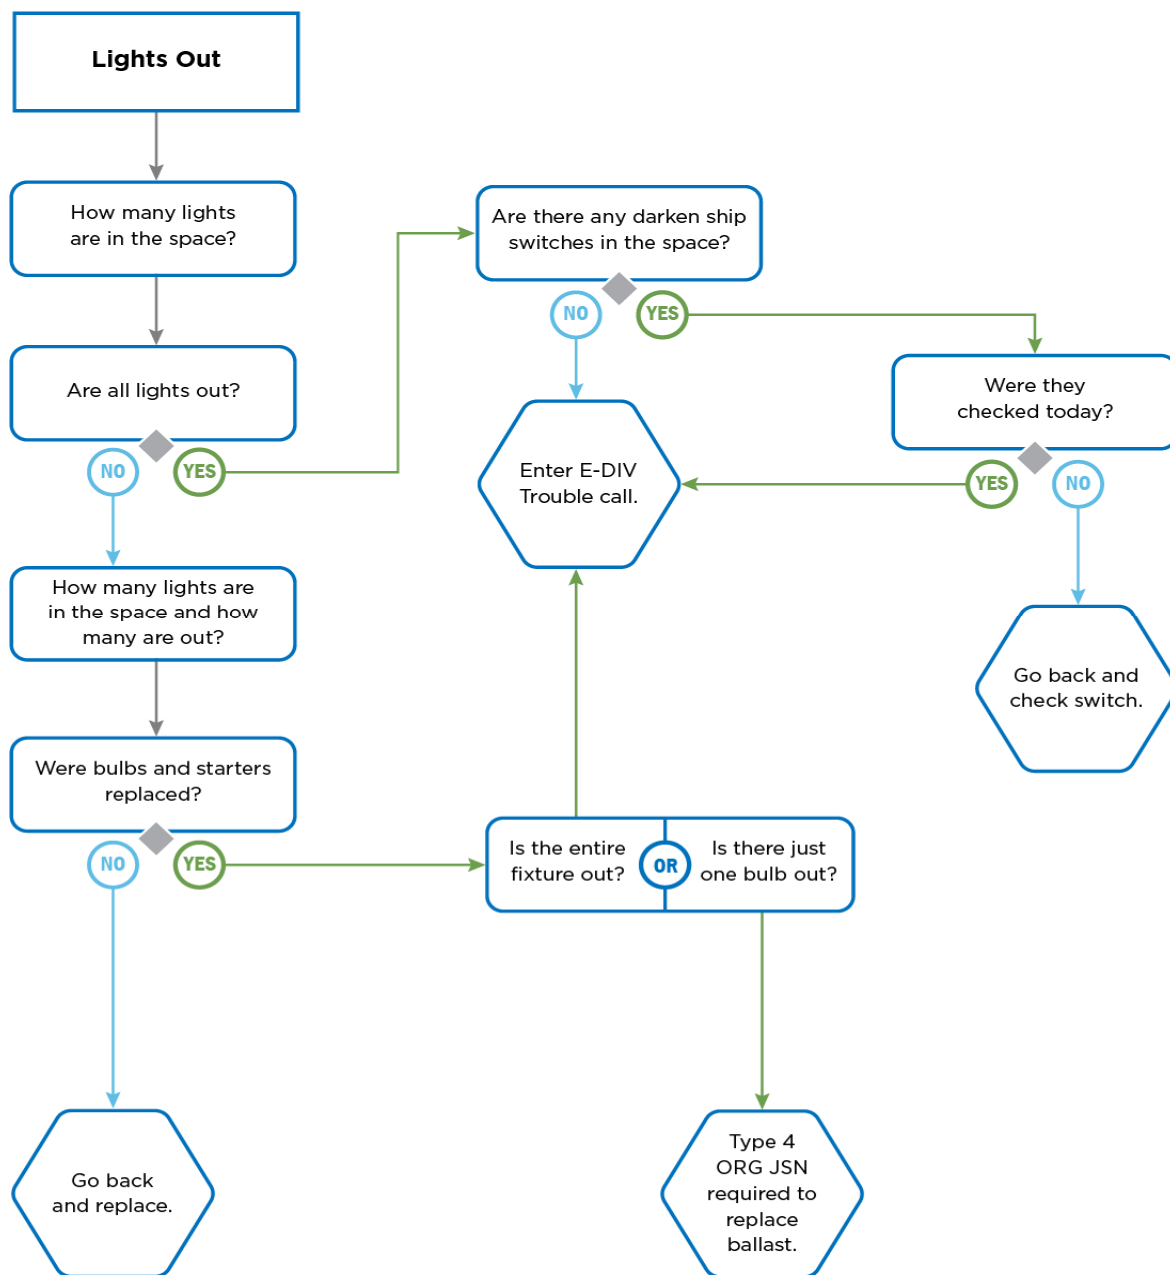 Lights Out
How many lights
are in the space?
Are all lights out?
NO
YES
How many lights are
in the space and how
many are out?
Were bulbs and starters
replaced?
NO
YES
Go back
and replace.
Are there any darken ship
switches in the space?
NO
YES
Enter E-DIV
Trouble call.
Were they
checked today?
YES
NO
Go back and
check switch.
Is the entire
fixture out?
OR
Is there just
one bulb out?
Type 4
ORG JSN
required to
replace
ballast.